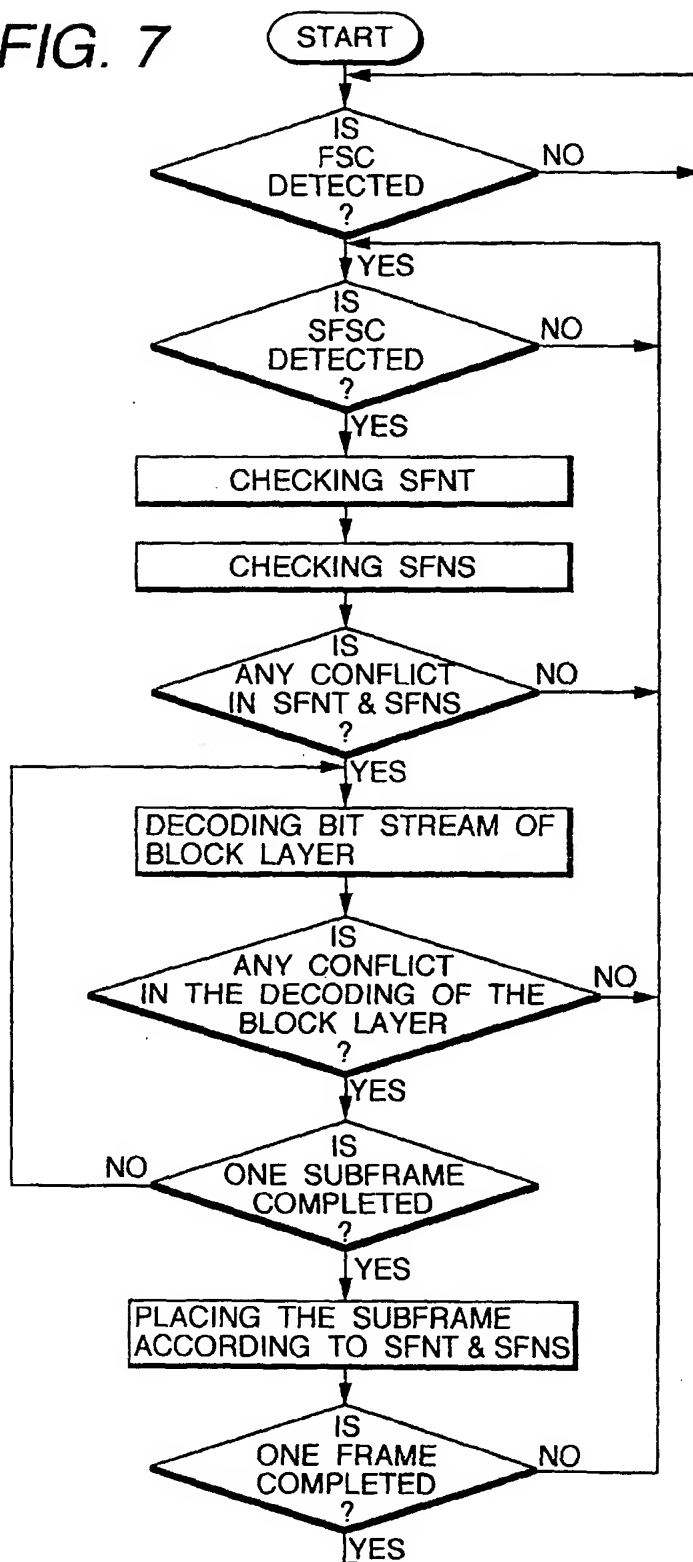 FIG. 7
START
IS
FSC
DETECTED
?
NO
YES
IS
SFSC
DETECTED
?
NO
YES
CHECKING SFNT
CHECKING SFNS
IS
ANY CONFLICT
IN SFNT & SFNS
?
NO
YES
DECODING BIT STREAM OF
BLOCK LAYER
IS
ANY CONFLICT
IN THE DECODING OF THE
BLOCK LAYER
?
NO
YES
IS
ONE SUBFRAME
COMPLETED
?
NO
YES
PLACING THE SUBFRAME
ACCORDING TO SFNT & SFNS
IS
ONE FRAME
COMPLETED
?
NO
YES